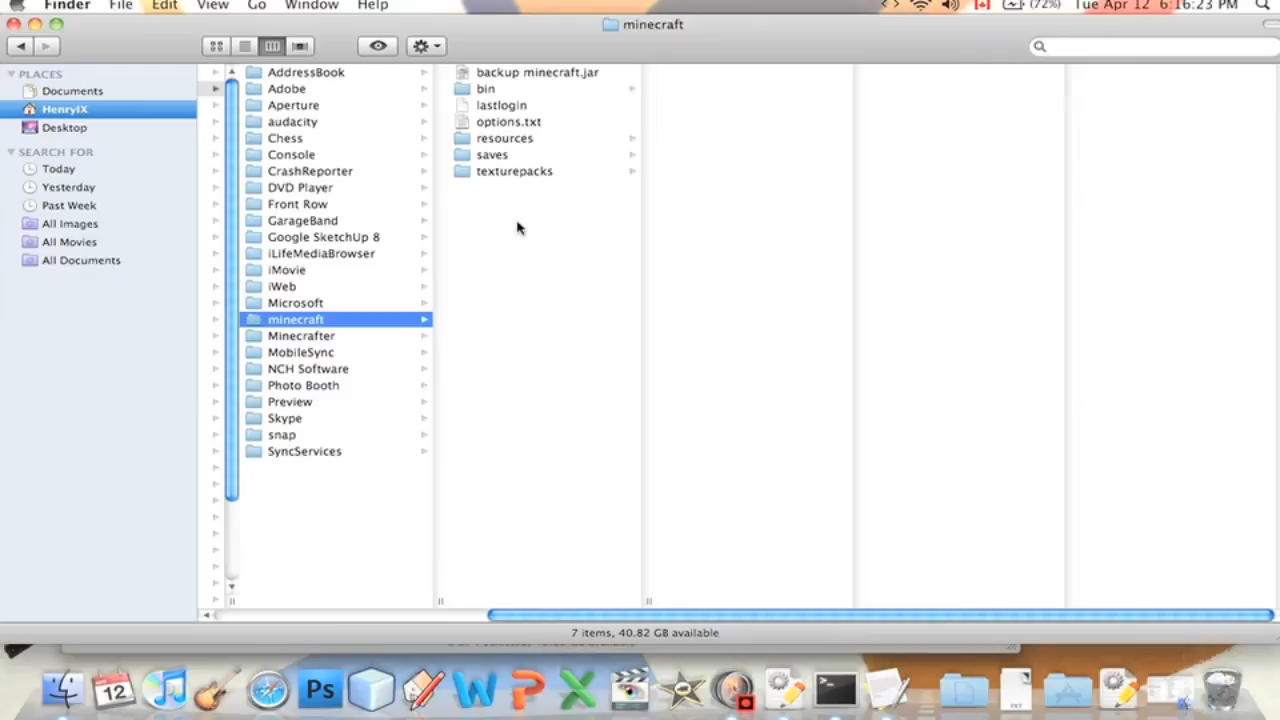 Finder File Edit View Go Window Help (72%) Tue Apr 12 6:16:23 PM
minecraft
PLACES
Documents
HenryIX
Desktop
SEARCH FOR
Today
Yesterday
Past Week
All Images
All Movies
All Documents
AddressBook
Adobe
Aperture
audacity
Chess
Console
CrashReporter
DVD Player
Front Row
GarageBand
Google SketchUp 8
iLifeMediaBrowser
iMovie
iWeb
Microsoft
minecraft
Minecrafter
MobileSync
NCH Software
Photo Booth
Preview
Skype
snap
SyncServices
backup minecraft.jar
bin
lastlogin
options.txt
resources
saves
texturepacks
7 items, 40.82 GB available
12
Ps
W
P
X
TXT